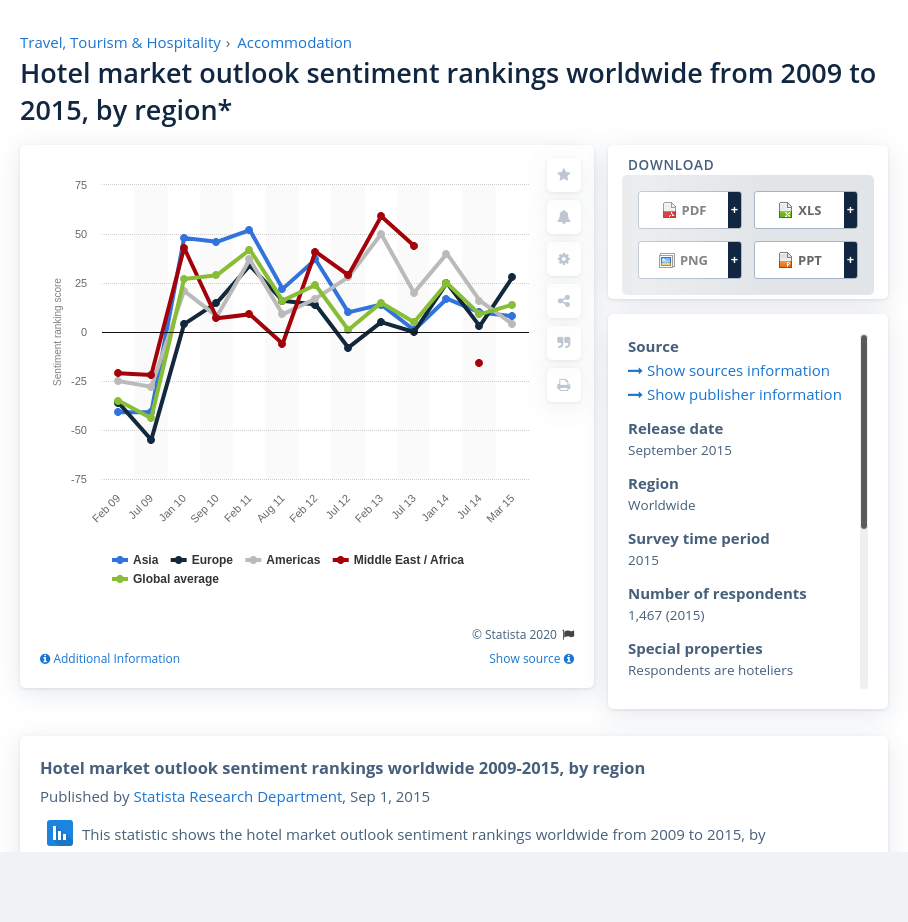 Travel, Tourism & Hospitality › Accommodation
Hotel market outlook sentiment rankings worldwide from 2009 to
2015, by region*
75
50
25
0
-25
-50
-75
Sentiment ranking score
Feb 09
Jul 09
Jan 10
Sep 10
Feb 11
Aug 11
Feb 12
Jul 12
Feb 13
Jul 13
Jan 14
Jul 14
Mar 15
Asia Europe Americas Middle East / Africa
Global average
© Statista 2020
Additional Information Show source
DOWNLOAD
PDF + XLS +
PNG + PPT +
Source
Show sources information
Show publisher information
Release date
September 2015
Region
Worldwide
Survey time period
2015
Number of respondents
1,467 (2015)
Special properties
Respondents are hoteliers
Hotel market outlook sentiment rankings worldwide 2009-2015, by region
Published by Statista Research Department, Sep 1, 2015
This statistic shows the hotel market outlook sentiment rankings worldwide from 2009 to 2015, by